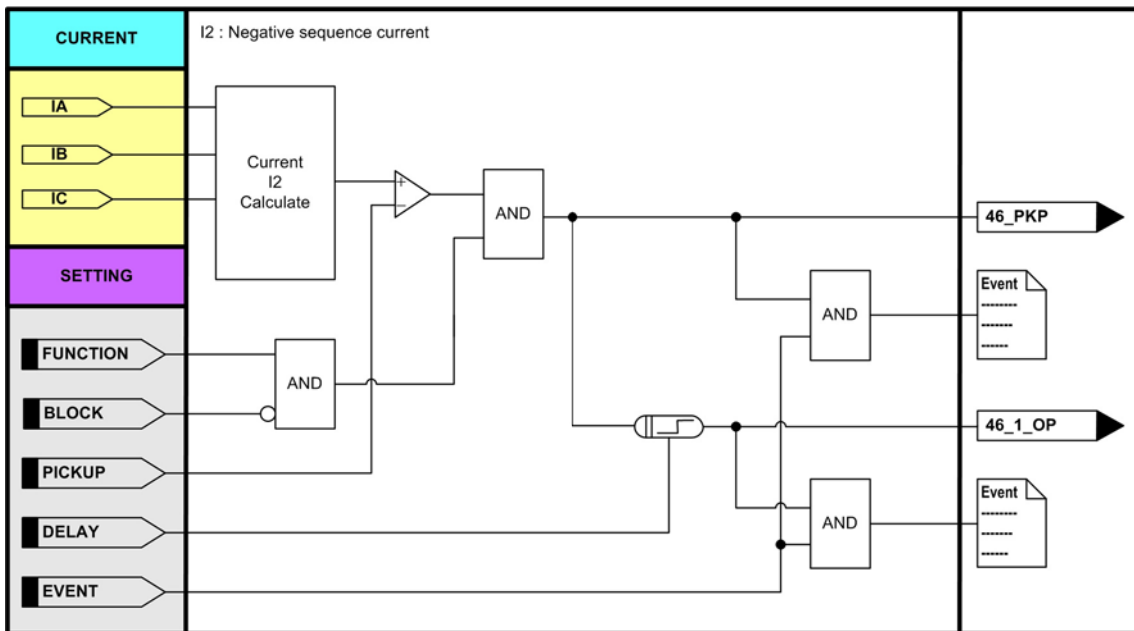 CURRENT
I2 : Negative sequence current
IA
IB
IC
Current
I2
Calculate
+
−
AND
46_PKP
SETTING
Event
AND
FUNCTION
AND
BLOCK
46_1_OP
PICKUP
Event
DELAY
AND
EVENT